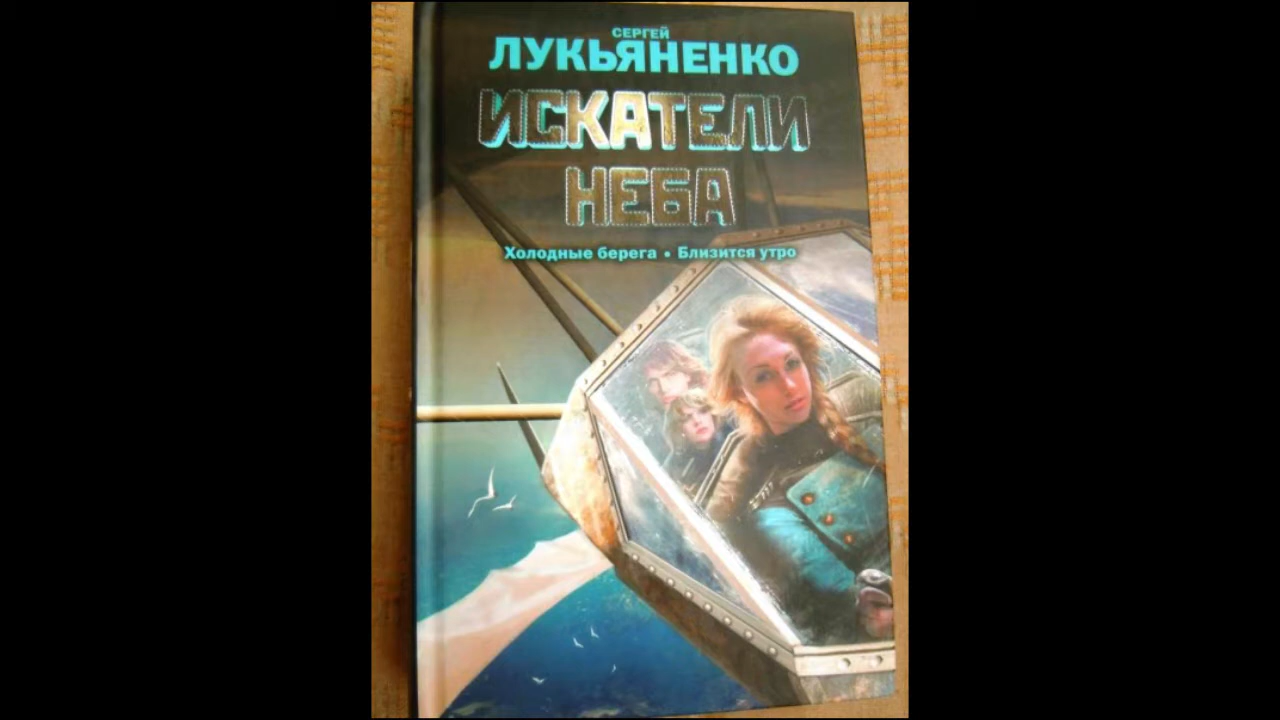 СЕРГЕЙ
ЛУКЬЯНЕНКО
ИСКАТЕЛИ
НЕБА
Холодные берега • Близится утро